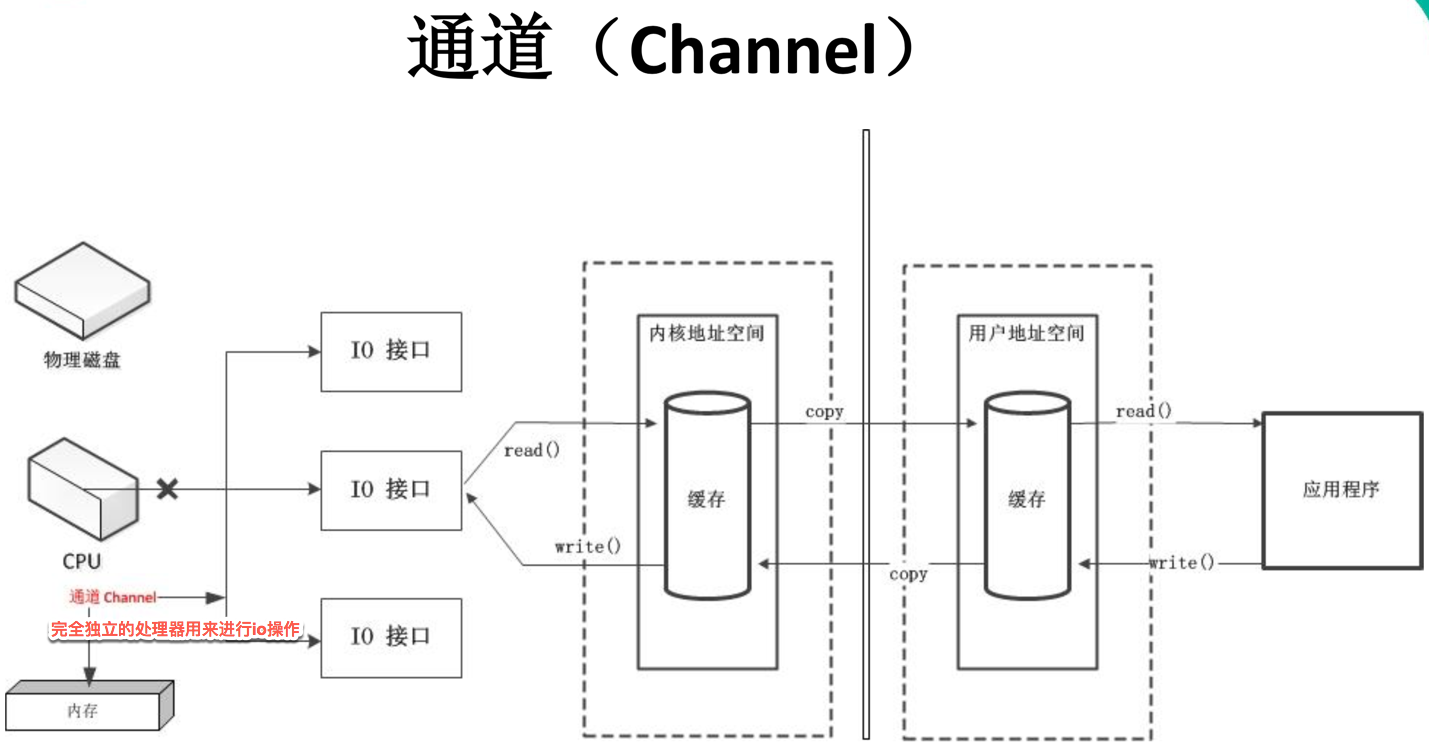 通道（Channel）
物理磁盘
CPU
通道 Channel
完全独立的处理器用来进行io操作
内存
IO 接口
IO 接口
IO 接口
read()
write()
内核地址空间
缓存
copy
copy
用户地址空间
缓存
read()
write()
应用程序